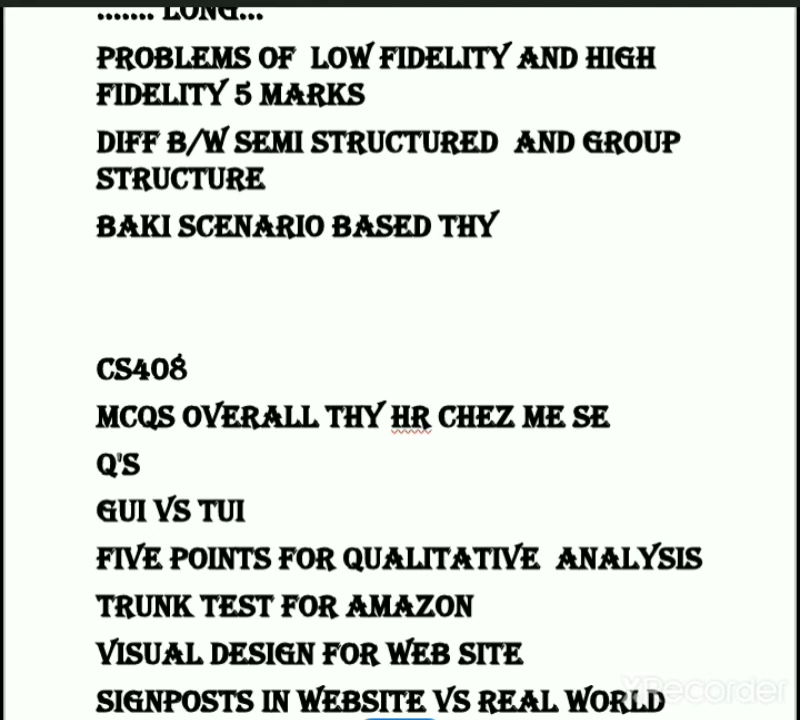 ....... LONG...
PROBLEMS OF LOW FIDELITY AND HIGH
FIDELITY 5 MARKS
DIFF B/W SEMI STRUCTURED AND GROUP
STRUCTURE
BAKI SCENARIO BASED THY
CS408
MCQS OVERALL THY HR CHEZ ME SE
Q'S
GUI VS TUI
FIVE POINTS FOR QUALITATIVE ANALYSIS
TRUNK TEST FOR AMAZON
VISUAL DESIGN FOR WEB SITE
SIGNPOSTS IN WEBSITE VS REAL WORLD
XRecorder